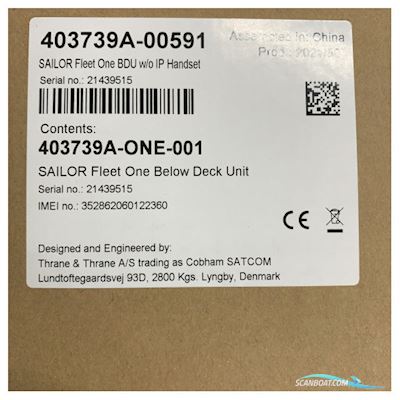 403739A-00591
Assembled in: China
SAILOR Fleet One BDU w/o IP Handset
Serial no.: 21439515
Contents:
403739A-ONE-001
SAILOR Fleet One Below Deck Unit
Serial no.: 21439515
IMEI no.: 352862060122360
CE
Designed and Engineered by:
Thrane & Thrane A/S trading as Cobham SATCOM
Lundtoftegaardsvej 93D, 2800 Kgs. Lyngby, Denmark
SCANBOAT.COM